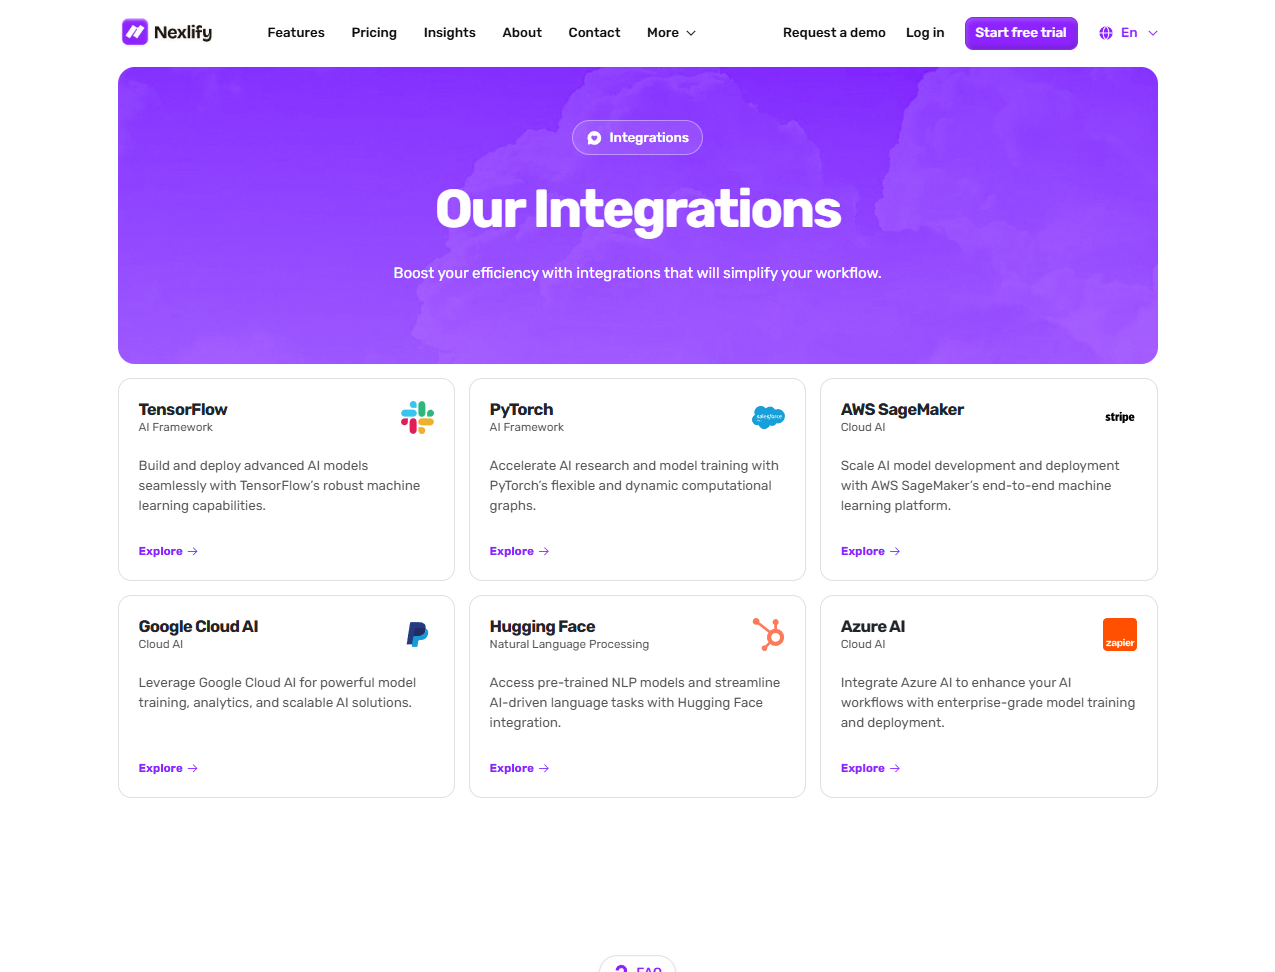 Nexlify
Features Pricing Insights About Contact More
Request a demo Log in Start free trial En
Integrations
Our Integrations
Boost your efficiency with integrations that will simplify your workflow.
TensorFlow
AI Framework
Build and deploy advanced AI models
seamlessly with TensorFlow’s robust machine
learning capabilities.
Explore
PyTorch
AI Framework
salesforce
Accelerate AI research and model training with
PyTorch’s flexible and dynamic computational
graphs.
Explore
AWS SageMaker
Cloud AI
stripe
Scale AI model development and deployment
with AWS SageMaker’s end-to-end machine
learning platform.
Explore
Google Cloud AI
Cloud AI
Leverage Google Cloud AI for powerful model
training, analytics, and scalable AI solutions.
Explore
Hugging Face
Natural Language Processing
Access pre-trained NLP models and streamline
AI-driven language tasks with Hugging Face
integration.
Explore
Azure AI
Cloud AI
zapier
Integrate Azure AI to enhance your AI
workflows with enterprise-grade model training
and deployment.
Explore
FAQ